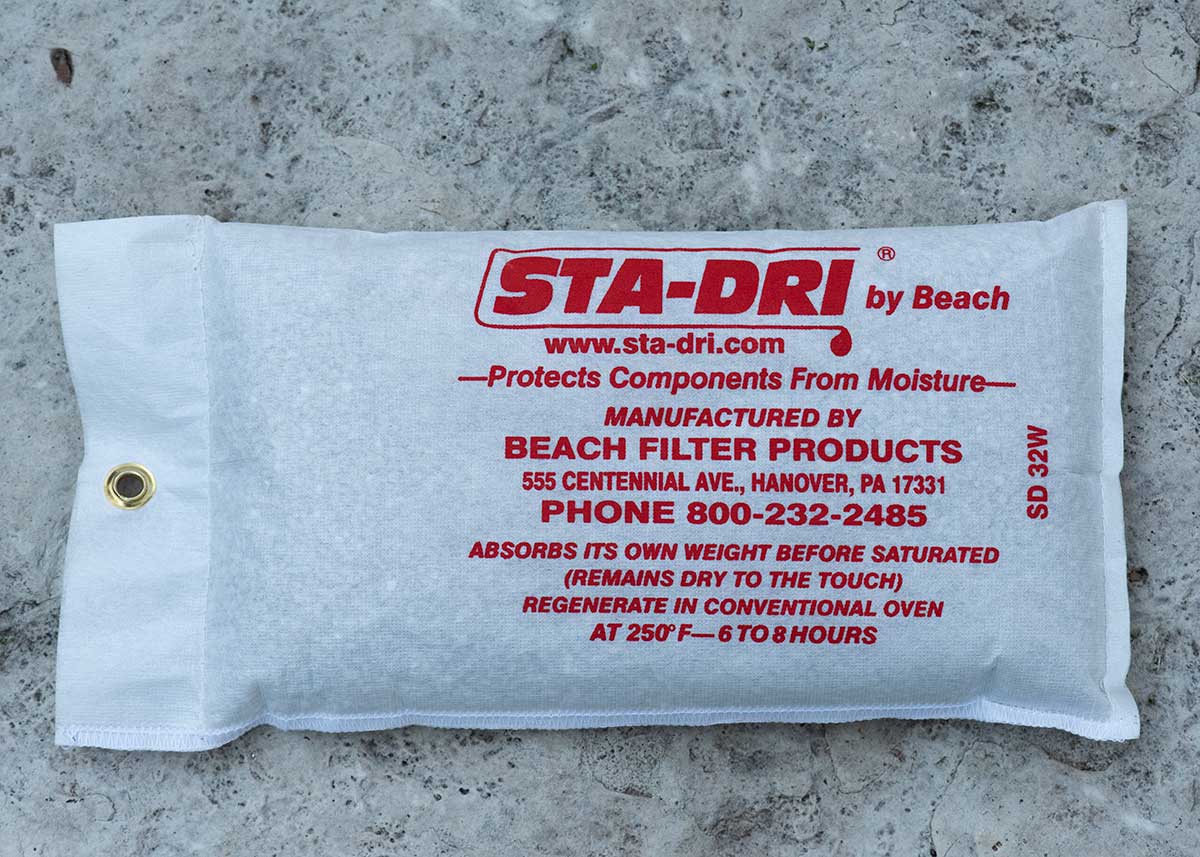 STA-DRI ® by Beach
www.sta-dri.com
—Protects Components From Moisture—
MANUFACTURED BY
BEACH FILTER PRODUCTS
555 CENTENNIAL AVE., HANOVER, PA 17331
PHONE 800-232-2485
ABSORBS ITS OWN WEIGHT BEFORE SATURATED
(REMAINS DRY TO THE TOUCH)
REGENERATE IN CONVENTIONAL OVEN
AT 250°F—6 TO 8 HOURS
SD 32W